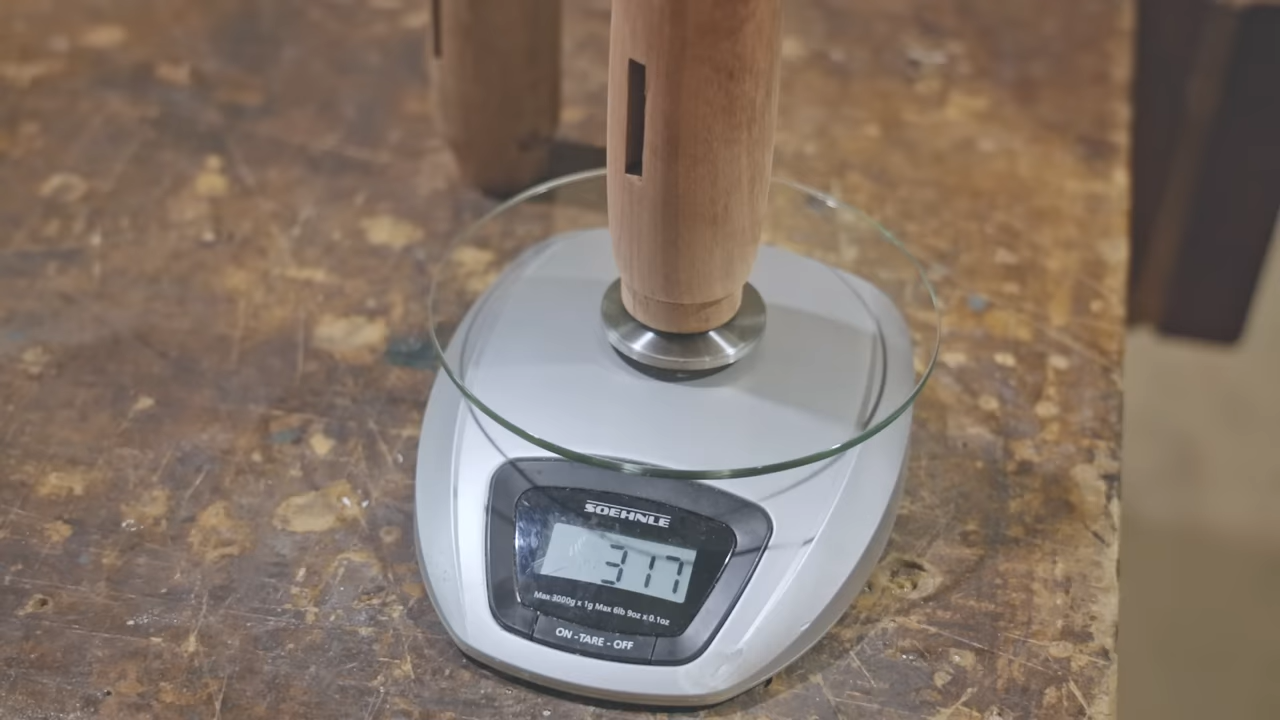 SOEHNLE
317
Max 3000g x 1g Max 6lb 9oz x 0.1oz
ON - TARE - OFF